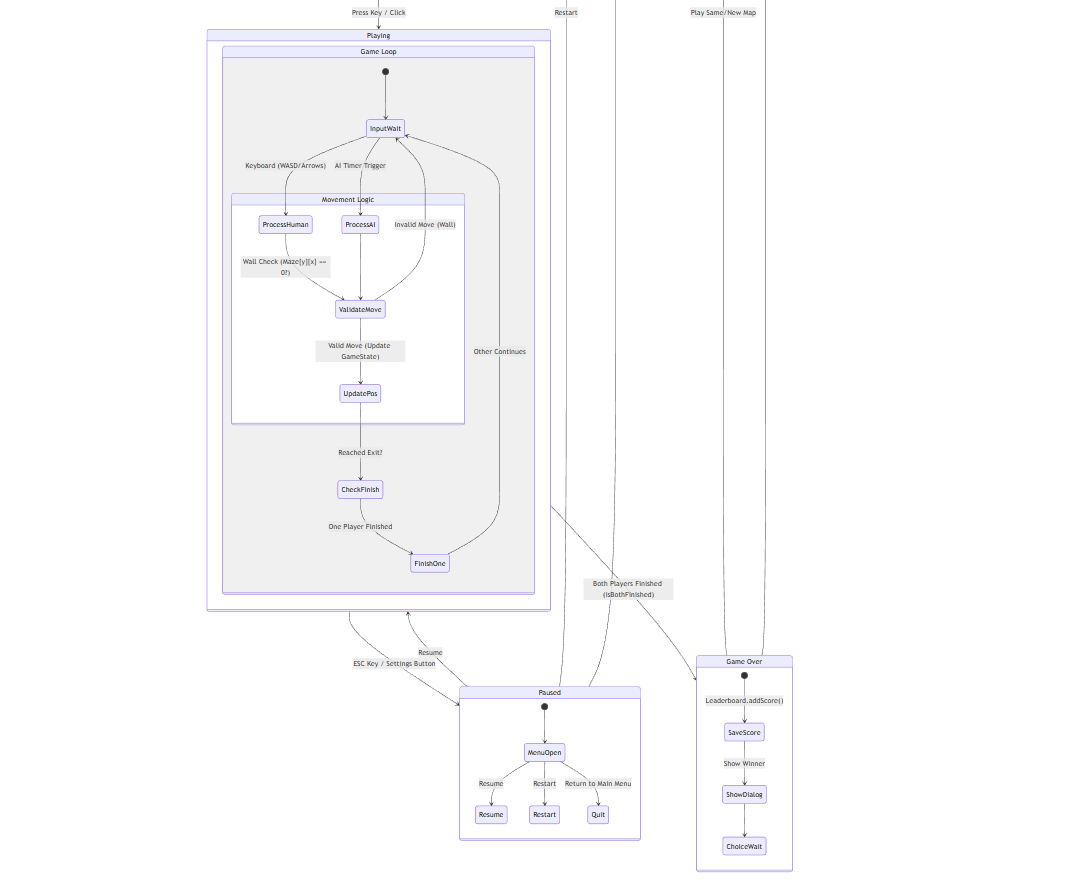 Press Key / Click
Restart
Play Same/New Map
Playing
Game Loop
InputWait
Keyboard (WASD/Arrows)
AI Timer Trigger
Movement Logic
ProcessHuman
ProcessAI
Invalid Move (Wall)
Wall Check (Maze[y][x] ==
0?)
ValidateMove
Valid Move (Update
GameState)
Other Continues
UpdatePos
Reached Exit?
CheckFinish
One Player Finished
FinishOne
Both Players Finished
(isBothFinished)
Resume
ESC Key / Settings Button
Paused
MenuOpen
Resume
Restart
Return to Main Menu
Resume
Restart
Quit
Game Over
Leaderboard.addScore()
SaveScore
Show Winner
ShowDialog
ChoiceWait